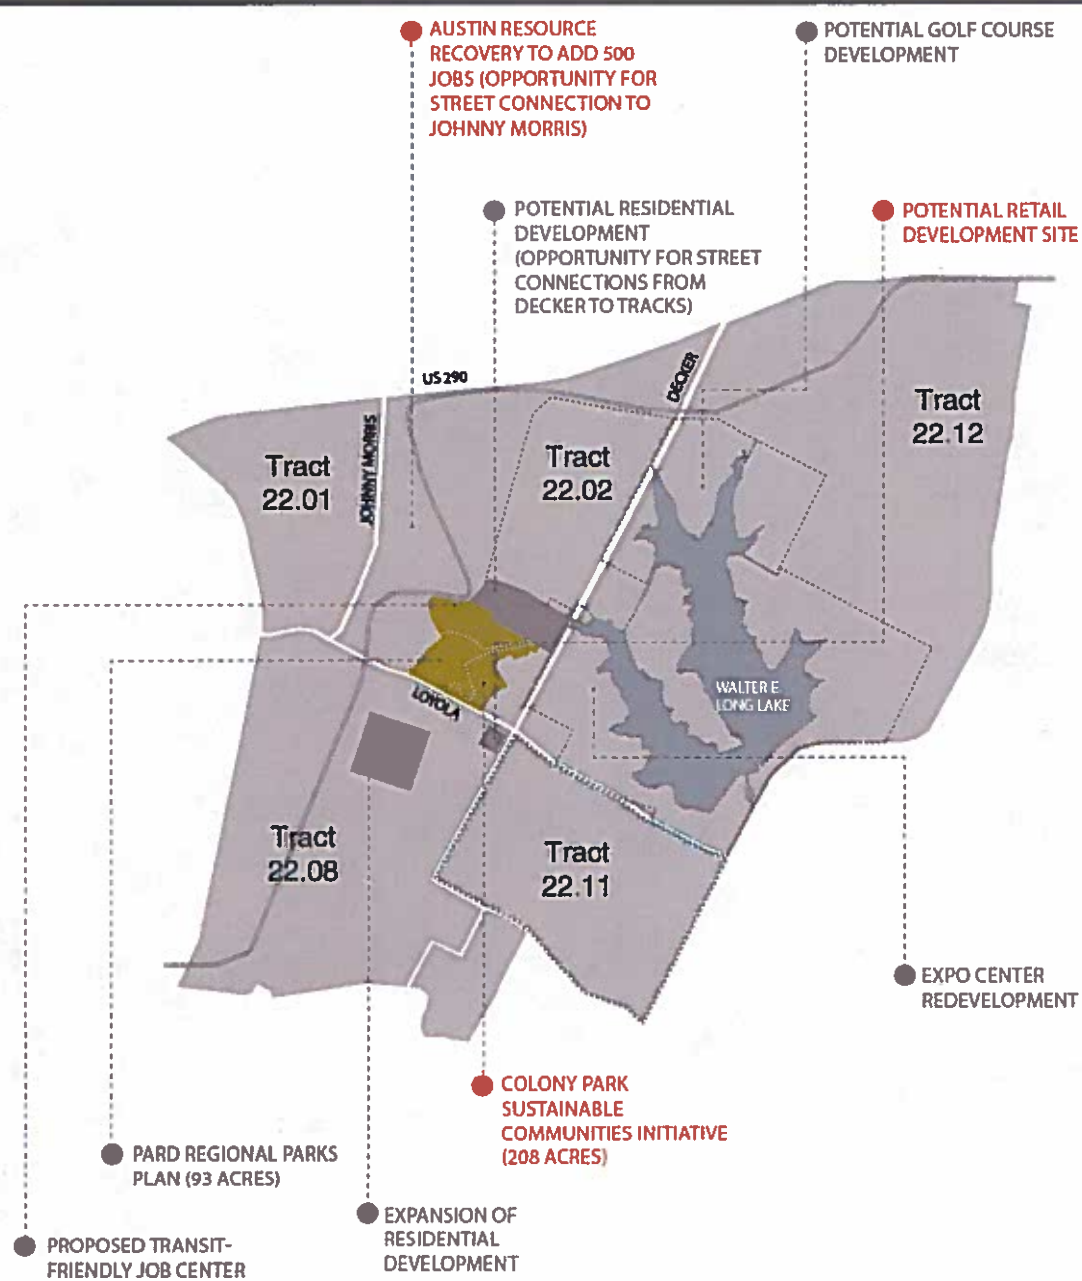 AUSTIN RESOURCE
RECOVERY TO ADD 500
JOBS (OPPORTUNITY FOR
STREET CONNECTION TO
JOHNNY MORRIS)
POTENTIAL GOLF COURSE
DEVELOPMENT
POTENTIAL RESIDENTIAL
DEVELOPMENT
(OPPORTUNITY FOR STREET
CONNECTIONS FROM
DECKER TO TRACKS)
POTENTIAL RETAIL
DEVELOPMENT SITE
US 290
DECKER
JOHNNY MORRIS
Tract
22.01
Tract
22.02
Tract
22.12
WALTER E
LONG LAKE
LOYOLA
Tract
22.08
Tract
22.11
EXPO CENTER
REDEVELOPMENT
COLONY PARK
SUSTAINABLE
COMMUNITIES INITIATIVE
(208 ACRES)
PARD REGIONAL PARKS
PLAN (93 ACRES)
EXPANSION OF
RESIDENTIAL
DEVELOPMENT
PROPOSED TRANSIT-
FRIENDLY JOB CENTER